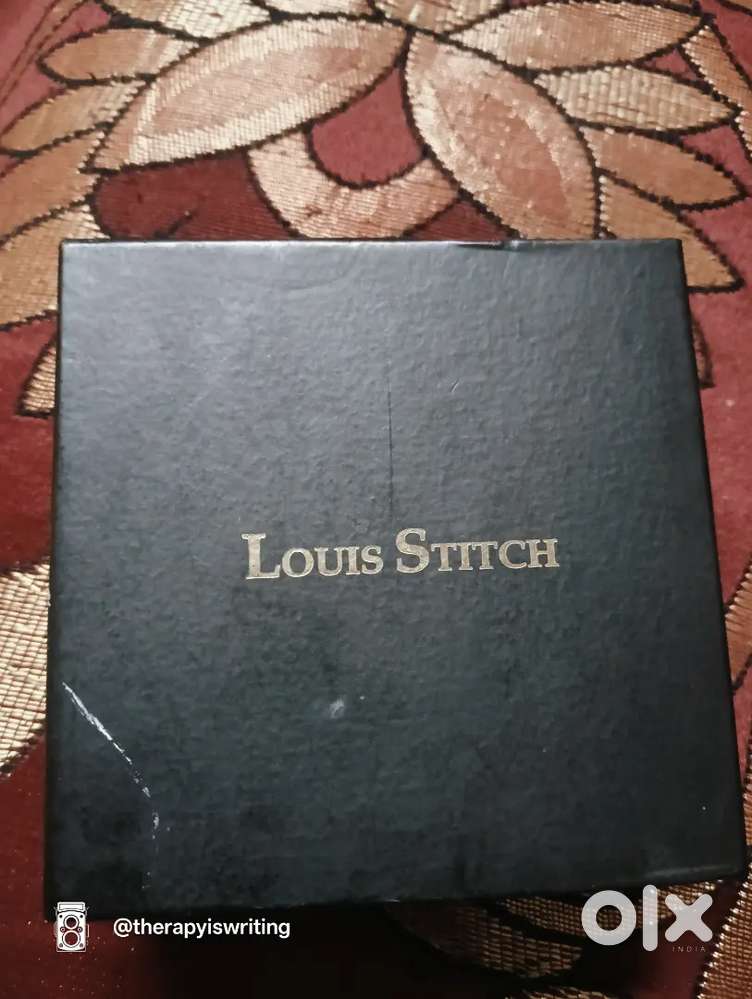 LOUIS STITCH
@therapyiswriting
olx
INDIA